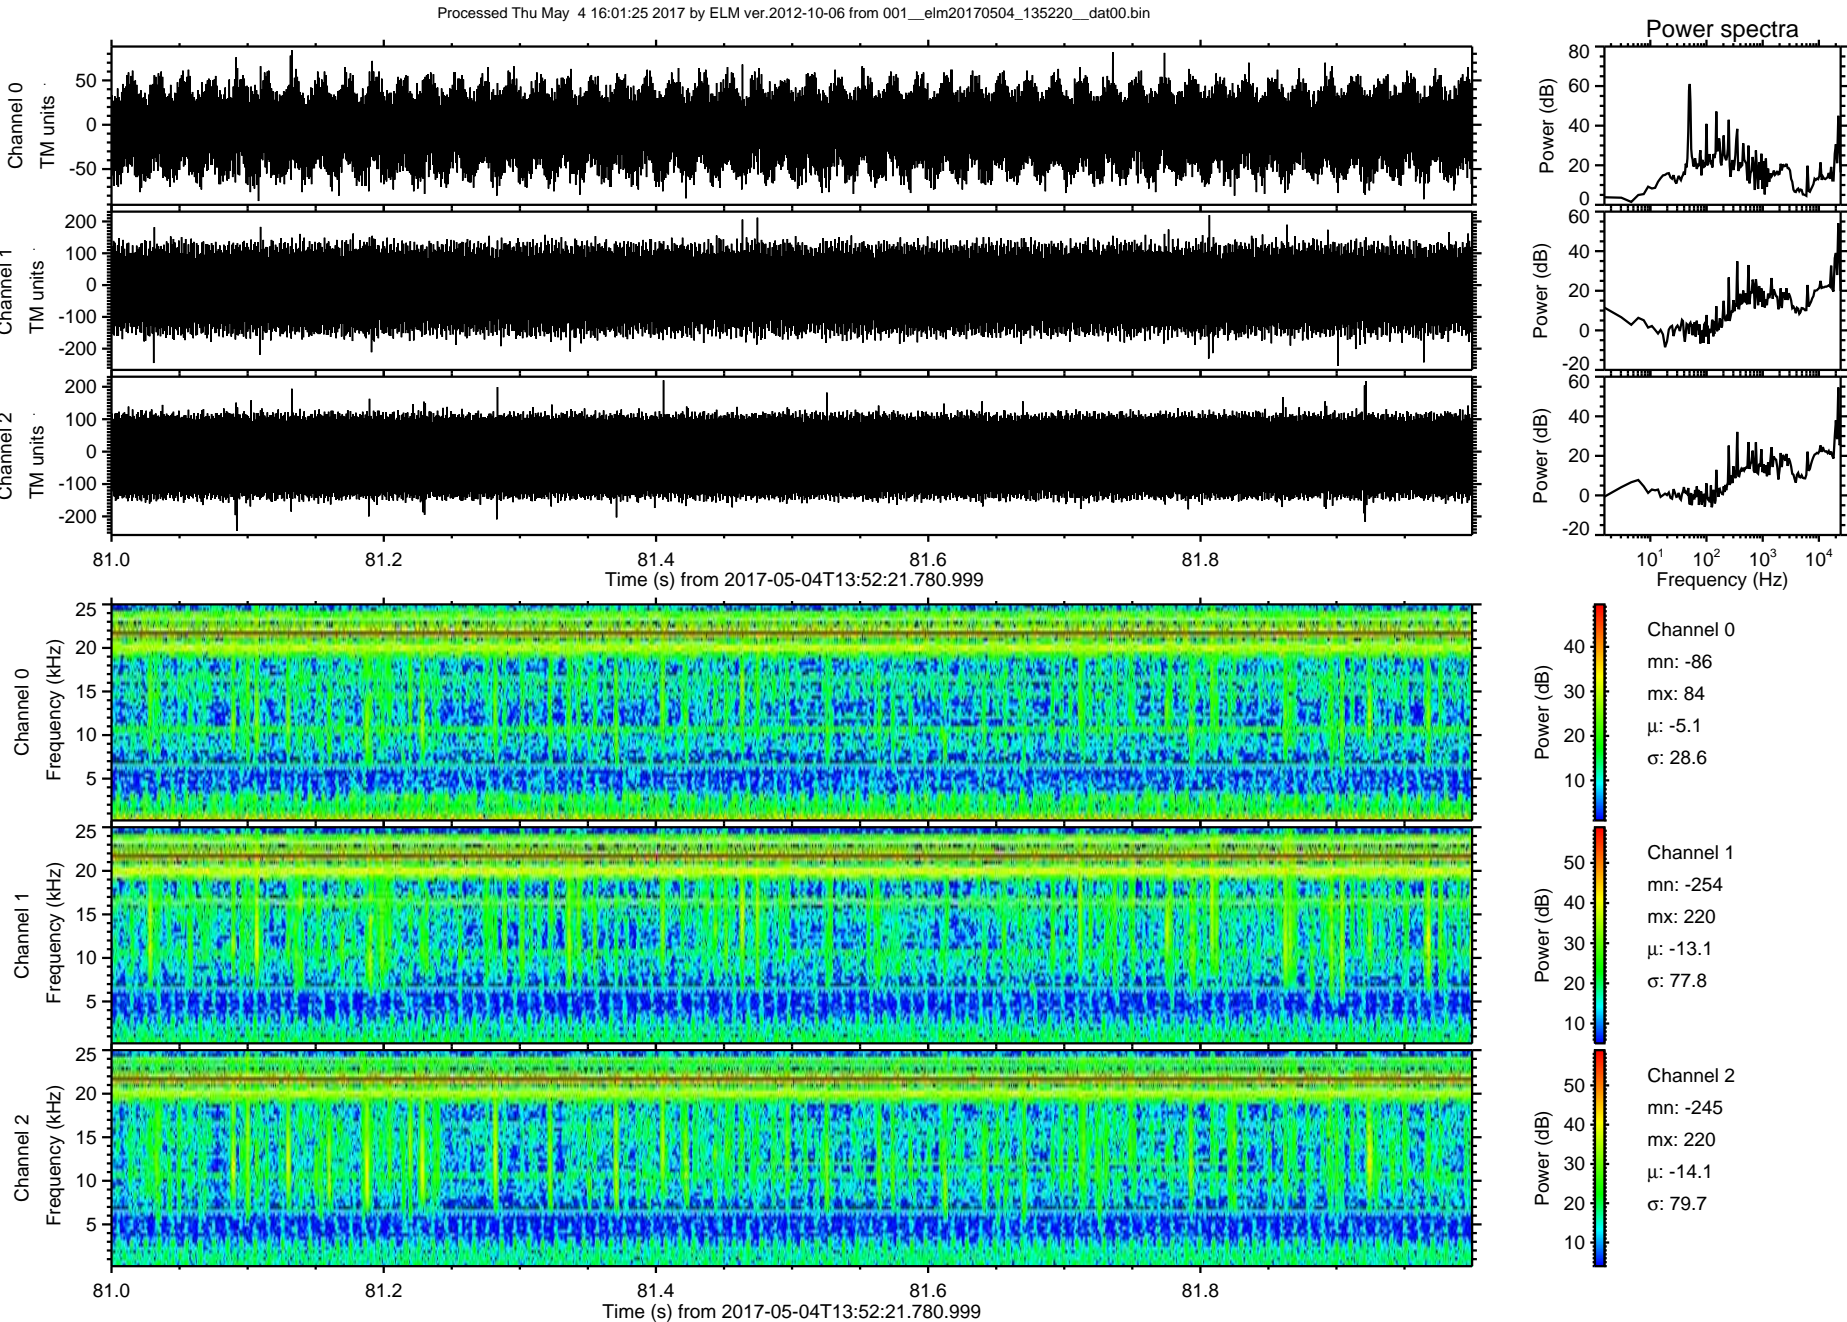 Processed Thu May  4 16:01:25 2017 by ELM ver.2012-10-06 from 001__elm20170504_135220__dat00.bin
Power spectra
Channel 0
TM units
50
0
-50
Power (dB)
80
60
40
20
0
Channel 1
TM units
200
100
0
-100
-200
Power (dB)
60
40
20
0
-20
Channel 2
TM units
200
100
0
-100
-200
Power (dB)
60
40
20
0
-20
81.0 81.2 81.4 81.6 81.8
Time (s) from 2017-05-04T13:52:21.780.999
10^1 10^2 10^3 10^4
Frequency (Hz)
Channel 0
Frequency (kHz)
25
20
15
10
5
Power (dB)
40
30
20
10
Channel 0
mn: -86
mx: 84
µ: -5.1
σ: 28.6
Channel 1
Frequency (kHz)
25
20
15
10
5
Power (dB)
50
40
30
20
10
Channel 1
mn: -254
mx: 220
µ: -13.1
σ: 77.8
Channel 2
Frequency (kHz)
25
20
15
10
5
Power (dB)
50
40
30
20
10
Channel 2
mn: -245
mx: 220
µ: -14.1
σ: 79.7
81.0 81.2 81.4 81.6 81.8
Time (s) from 2017-05-04T13:52:21.780.999